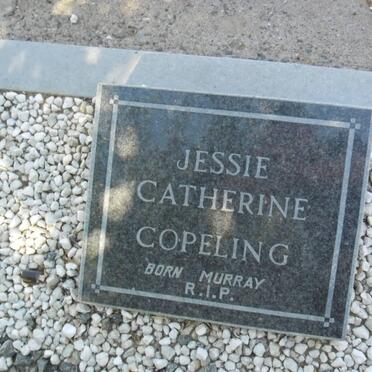 JESSIE
CATHERINE
COPELING
BORN MURRAY
R.I.P.